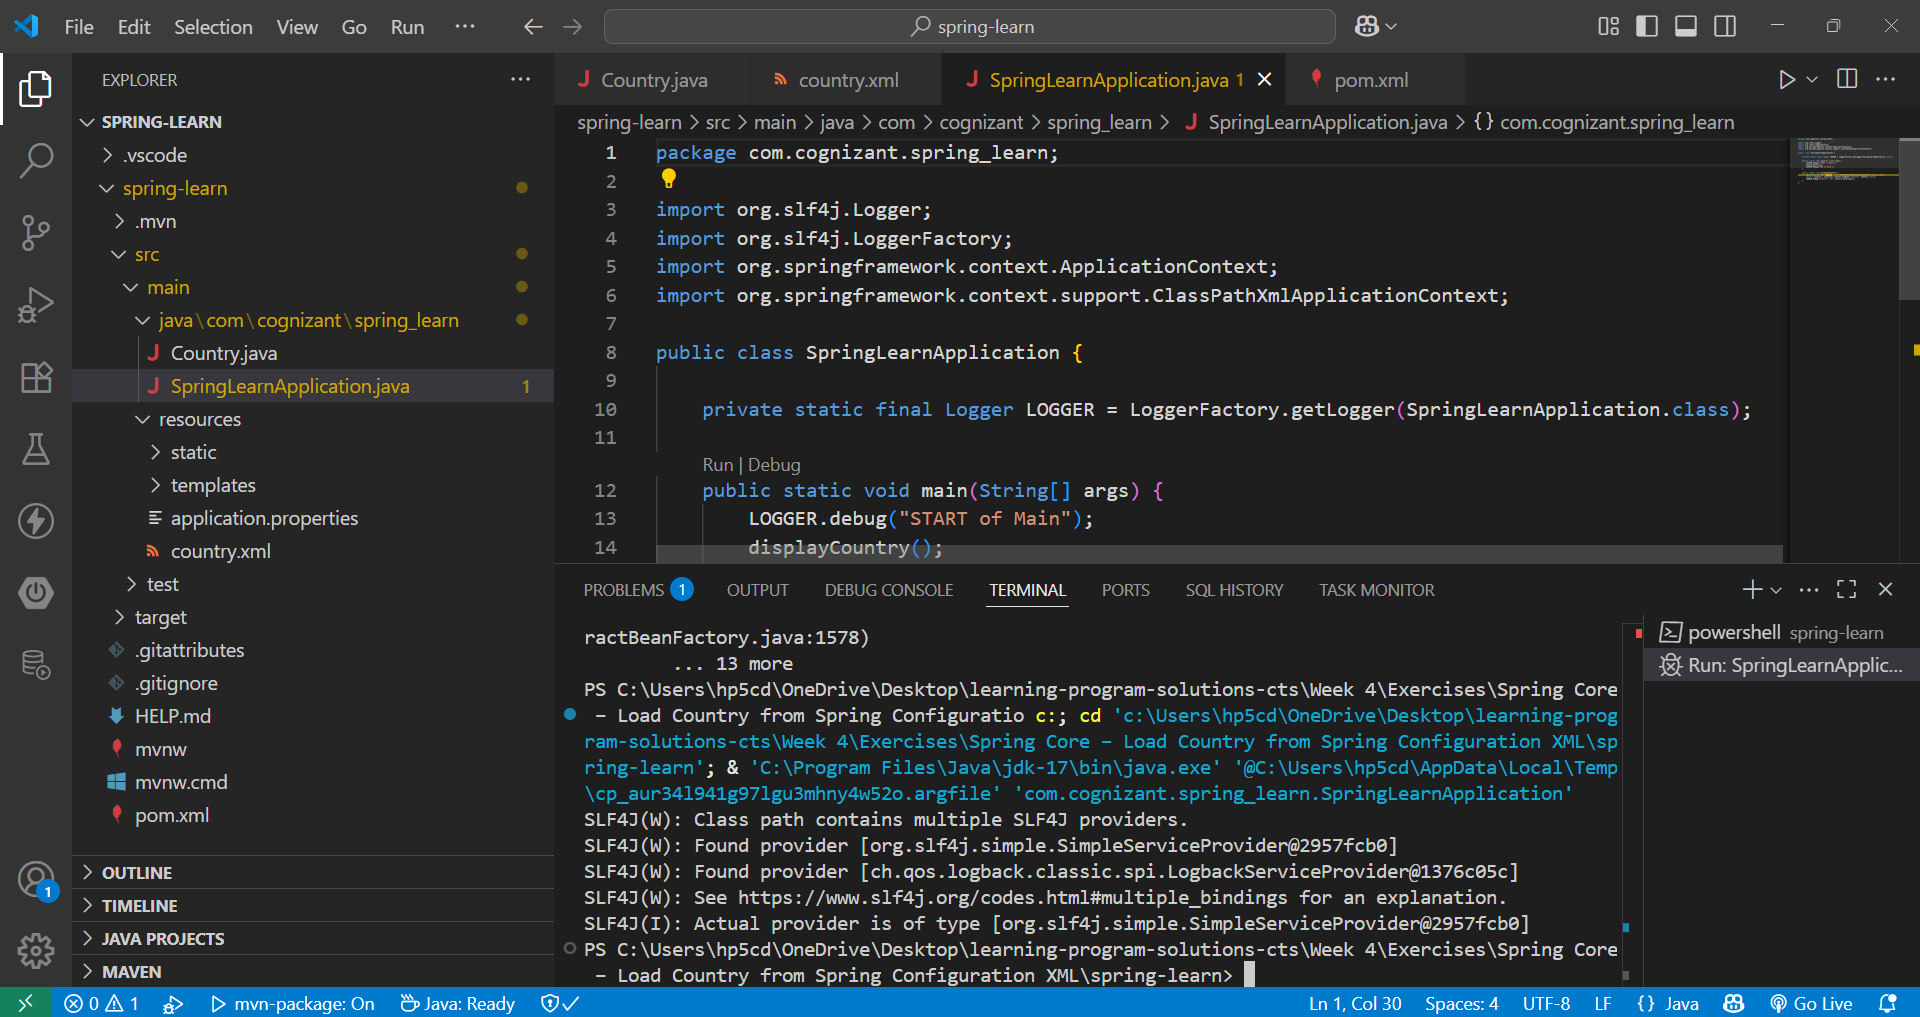 File Edit Selection View Go Run ··· spring-learn
EXPLORER ···
SPRING-LEARN
.vscode
spring-learn
.mvn
src
main
java\com\cognizant\spring_learn
Country.java
SpringLearnApplication.java 1
resources
static
templates
application.properties
country.xml
test
target
.gitattributes
.gitignore
HELP.md
mvnw
mvnw.cmd
pom.xml
OUTLINE
TIMELINE
JAVA PROJECTS
MAVEN
1
Country.java country.xml SpringLearnApplication.java 1 pom.xml
spring-learn > src > main > java > com > cognizant > spring_learn > SpringLearnApplication.java > {} com.cognizant.spring_learn
1 package com.cognizant.spring_learn;
2
3 import org.slf4j.Logger;
4 import org.slf4j.LoggerFactory;
5 import org.springframework.context.ApplicationContext;
6 import org.springframework.context.support.ClassPathXmlApplicationContext;
7
8 public class SpringLearnApplication {
9
10 private static final Logger LOGGER = LoggerFactory.getLogger(SpringLearnApplication.class);
11
Run | Debug
12 public static void main(String[] args) {
13 LOGGER.debug("START of Main");
14 displayCountry();
PROBLEMS 1 OUTPUT DEBUG CONSOLE TERMINAL PORTS SQL HISTORY TASK MONITOR
ractBeanFactory.java:1578)
... 13 more
PS C:\Users\hp5cd\OneDrive\Desktop\learning-program-solutions-cts\Week 4\Exercises\Spring Core
– Load Country from Spring Configuratio c:; cd 'c:\Users\hp5cd\OneDrive\Desktop\learning-prog
ram-solutions-cts\Week 4\Exercises\Spring Core – Load Country from Spring Configuration XML\sp
ring-learn'; & 'C:\Program Files\Java\jdk-17\bin\java.exe' '@C:\Users\hp5cd\AppData\Local\Temp
\cp_aur34l941g97lgu3mhny4w52o.argfile' 'com.cognizant.spring_learn.SpringLearnApplication'
SLF4J(W): Class path contains multiple SLF4J providers.
SLF4J(W): Found provider [org.slf4j.simple.SimpleServiceProvider@2957fcb0]
SLF4J(W): Found provider [ch.qos.logback.classic.spi.LogbackServiceProvider@1376c05c]
SLF4J(W): See https://www.slf4j.org/codes.html#multiple_bindings for an explanation.
SLF4J(I): Actual provider is of type [org.slf4j.simple.SimpleServiceProvider@2957fcb0]
PS C:\Users\hp5cd\OneDrive\Desktop\learning-program-solutions-cts\Week 4\Exercises\Spring Core
– Load Country from Spring Configuration XML\spring-learn>
powershell spring-learn
Run: SpringLearnApplic...
0 1 mvn-package: On Java: Ready Ln 1, Col 30 Spaces: 4 UTF-8 LF {} Java Go Live